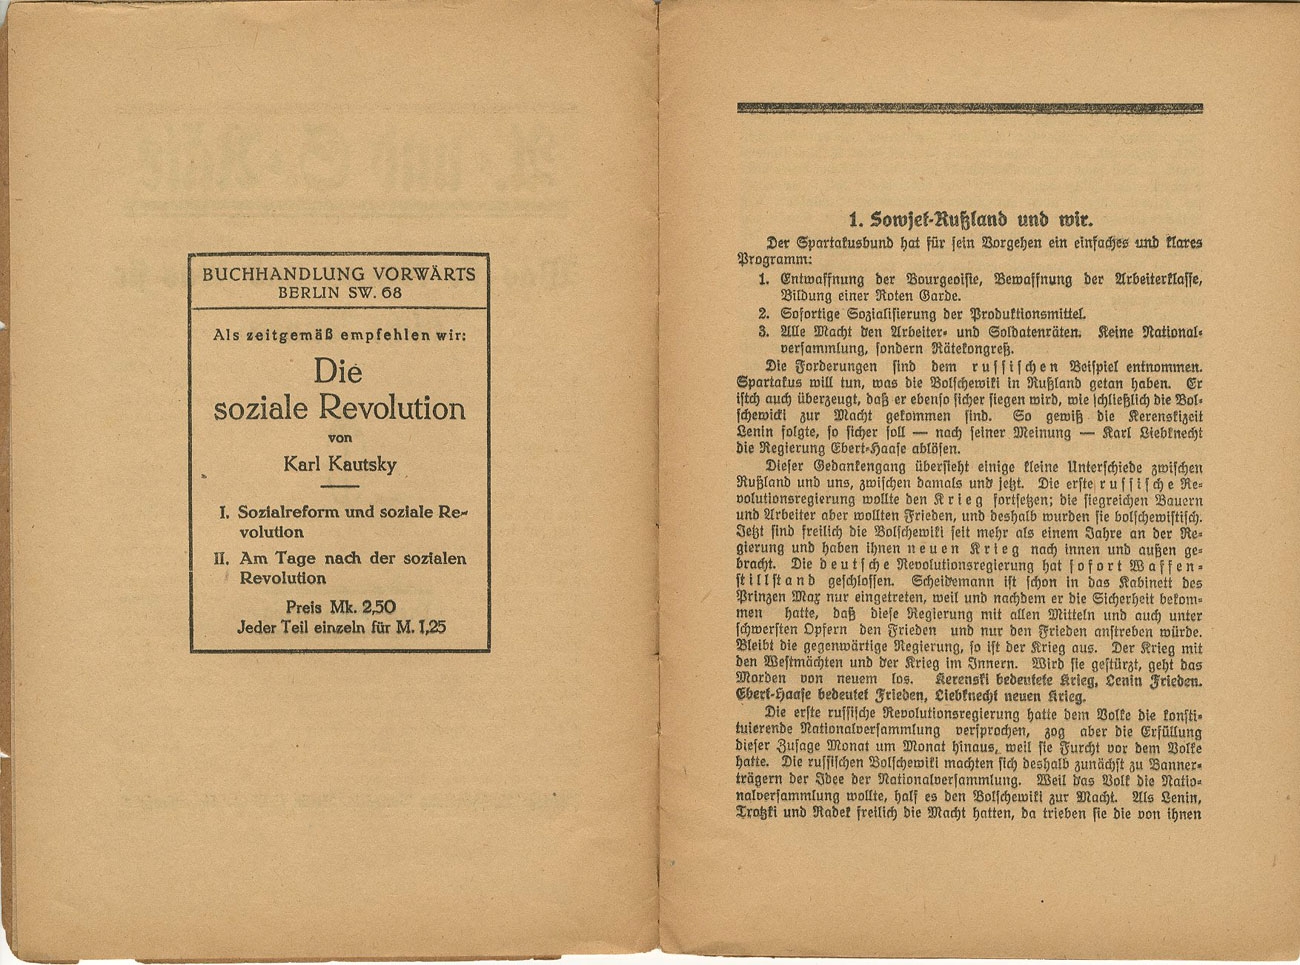 BUCHHANDLUNG VORWÄRTS
BERLIN SW. 68
Als zeitgemäß empfehlen wir:
Die
soziale Revolution
von
Karl Kautsky
I. Sozialreform und soziale Re-
volution
II. Am Tage nach der sozialen
Revolution
Preis Mk. 2,50
Jeder Teil einzeln für M. 1,25
1. Sowjet-Rußland und wir.
Der Spartakusbund hat für sein Vorgehen ein einfaches und klares
Programm:
1. Entwaffnung der Bourgeoisie, Bewaffnung der Arbeiterklasse,
Bildung einer Roten Garde.
2. Sofortige Sozialisierung der Produktionsmittel.
3. Alle Macht den Arbeiter- und Soldatenräten. Keine National-
versammlung, sondern Rätekongreß.
Die Forderungen sind dem russischen Beispiel entnommen.
Spartakus will tun, was die Bolschewiki in Rußland getan haben. Er
istch auch überzeugt, daß er ebenso sicher siegen wird, wie schließlich die Bol-
schewicki zur Macht gekommen sind. So gewiß die Kerenskizeit
Lenin folgte, so sicher soll — nach seiner Meinung — Karl Liebknecht
die Regierung Ebert-Haase ablösen.
Dieser Gedankengang übersieht einige kleine Unterschiede zwischen
Rußland und uns, zwischen damals und jetzt. Die erste russische Re-
volutionsregierung wollte den Krieg fortsetzen; die siegreichen Bauern
und Arbeiter aber wollten Frieden, und deshalb wurden sie bolschewistisch.
Jetzt sind freilich die Bolschewiki seit mehr als einem Jahre an der Re-
gierung und haben ihnen neuen Krieg nach innen und außen ge-
bracht. Die deutsche Revolutionsregierung hat sofort Waffen-
stillstand geschlossen. Scheidemann ist schon in das Kabinett des
Prinzen Max nur eingetreten, weil und nachdem er die Sicherheit bekom-
men hatte, daß diese Regierung mit allen Mitteln und auch unter
schwersten Opfern den Frieden und nur den Frieden anstreben würde.
Bleibt die gegenwärtige Regierung, so ist der Krieg aus. Der Krieg mit
den Westmächten und der Krieg im Innern. Wird sie gestürzt, geht das
Morden von neuem los. Kerenski bedeutete Krieg, Lenin Frieden.
Ebert-Haase bedeutet Frieden, Liebknecht neuen Krieg.
Die erste russische Revolutionsregierung hatte dem Volke die konsti-
tuierende Nationalversammlung versprochen, zog aber die Erfüllung
dieser Zusage Monat um Monat hinaus, weil sie Furcht vor dem Volke
hatte. Die russischen Bolschewiki machten sich deshalb zunächst zu Banner-
trägern der Idee der Nationalversammlung. Weil das Volk die Natio-
nalversammlung wollte, half es den Bolschewiki zur Macht. Als Lenin,
Trotzki und Radek freilich die Macht hatten, da trieben sie die von ihnen